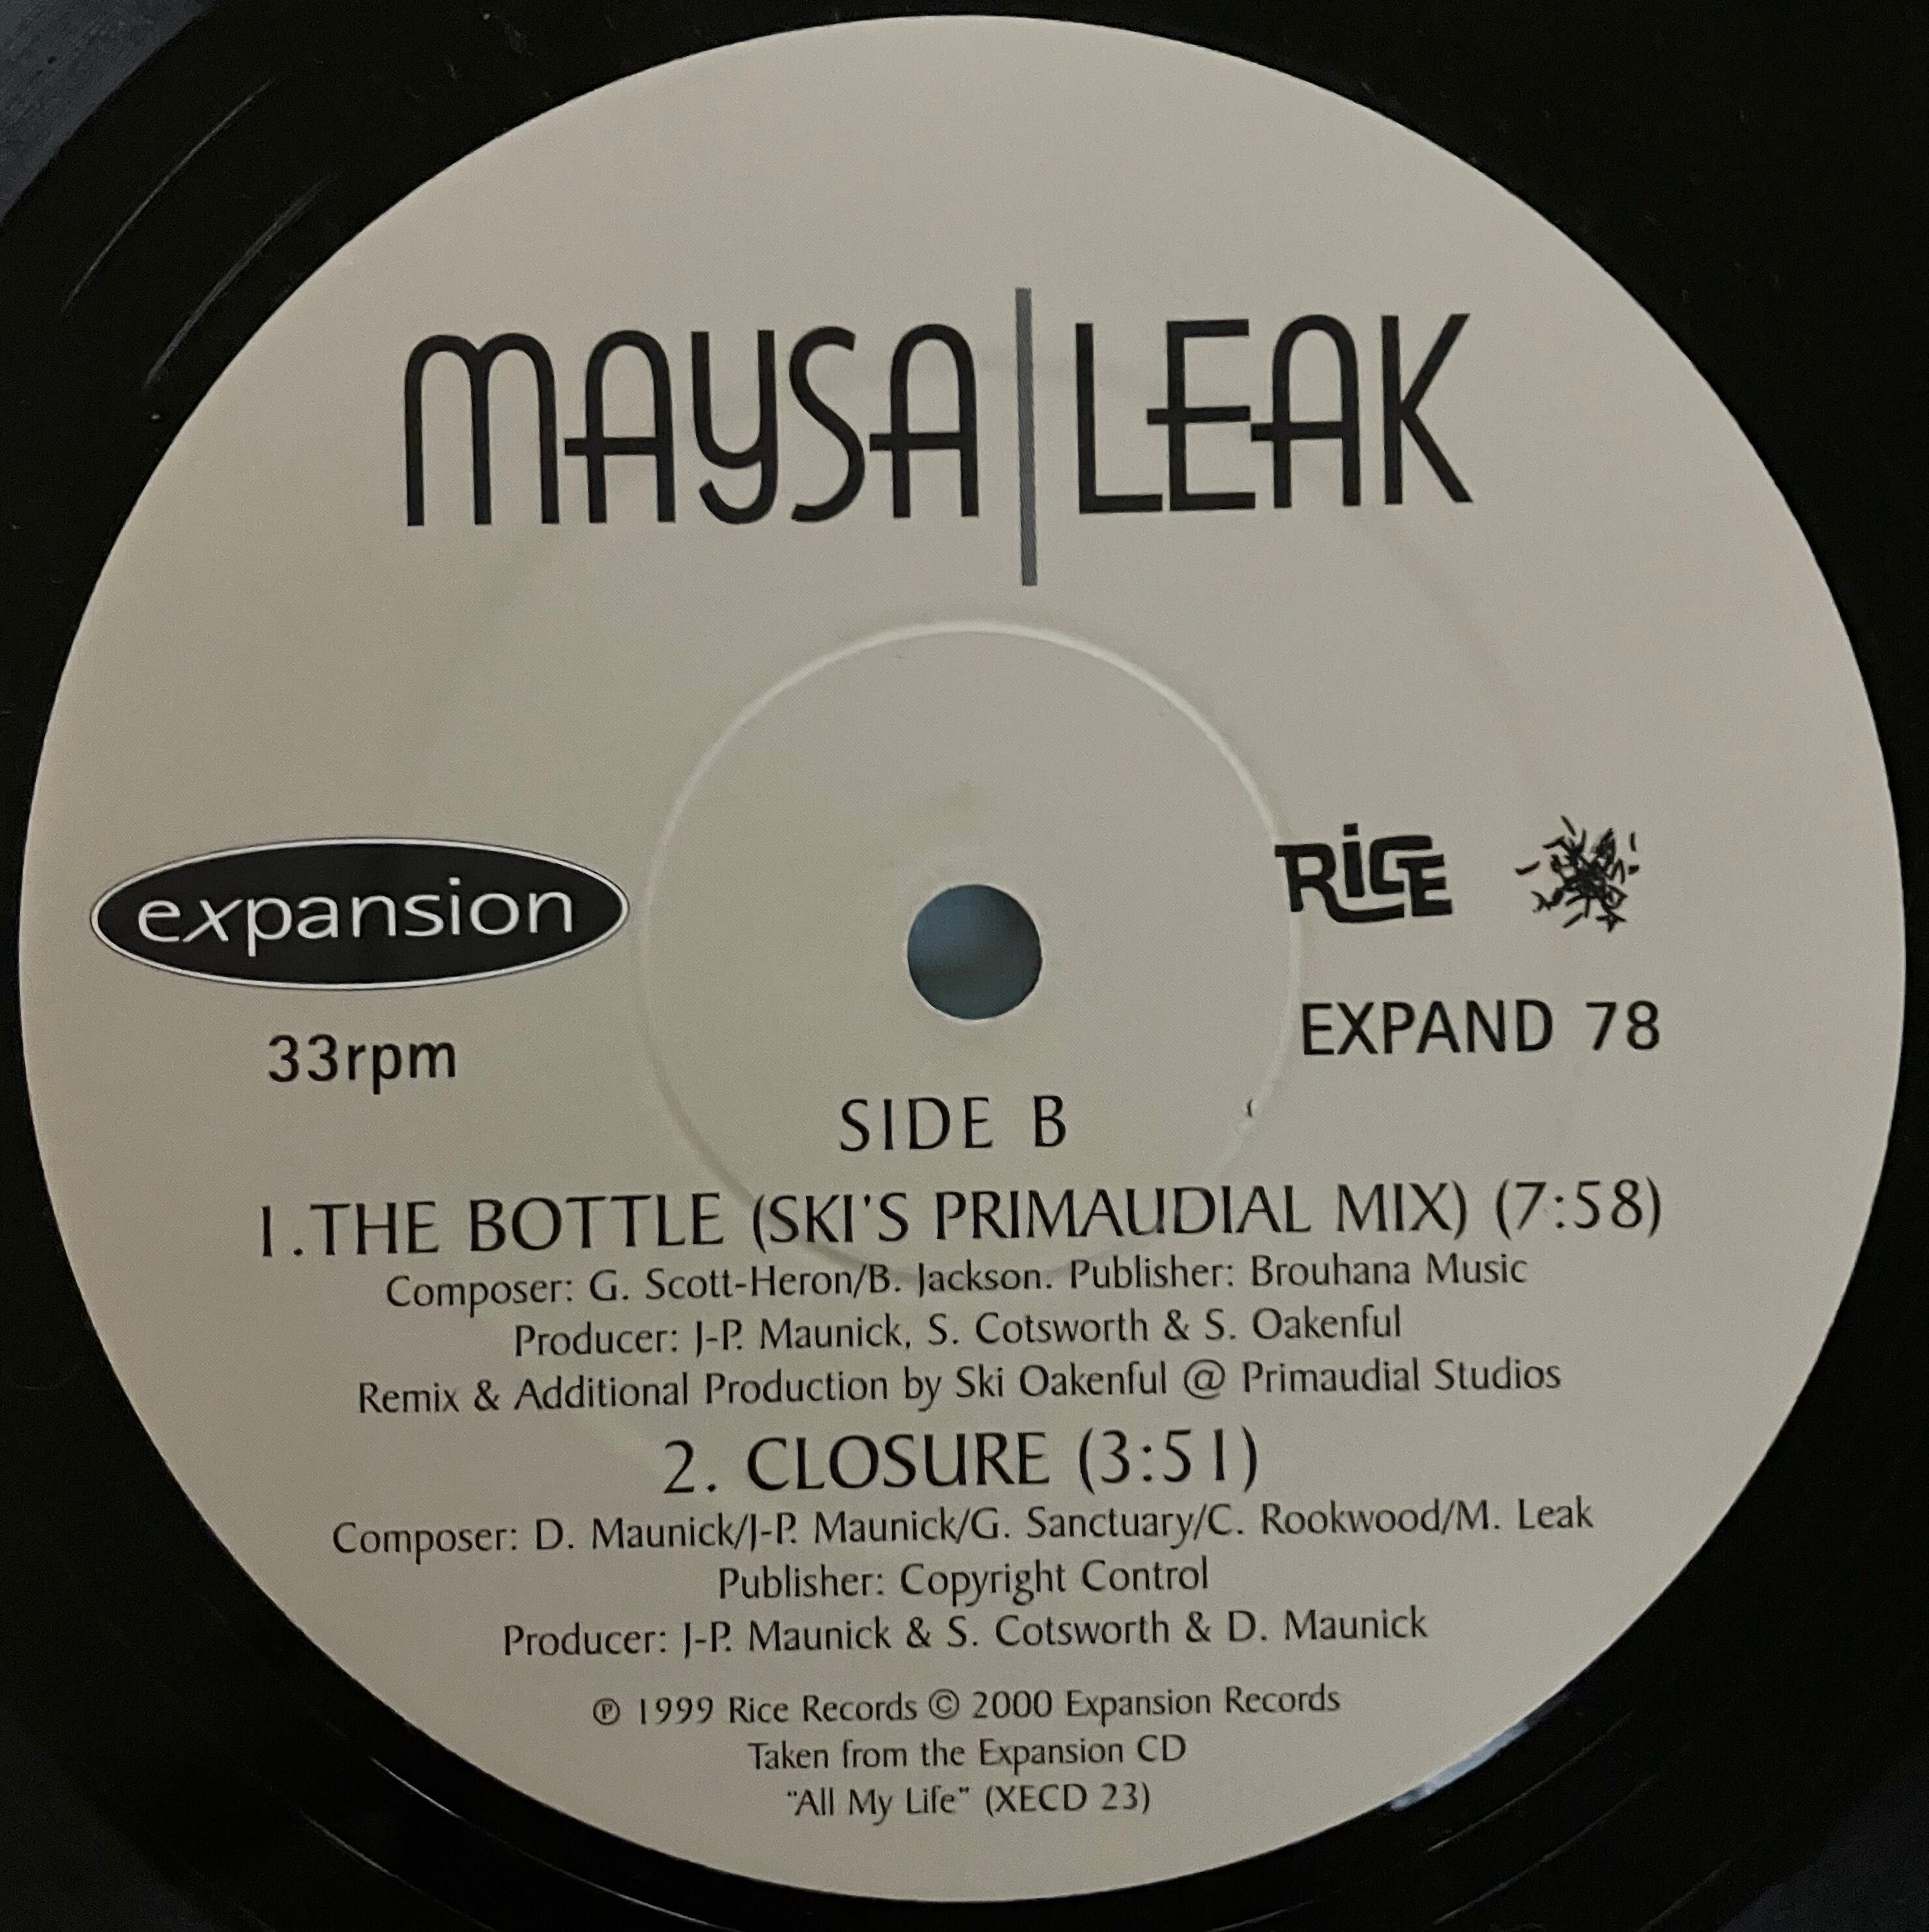 MAYSA|LEAK
expansion
RiCE
33rpm
EXPAND 78
SIDE B
1.THE BOTTLE (SKI'S PRIMAUDIAL MIX) (7:58)
Composer: G. Scott-Heron/B. Jackson. Publisher: Brouhana Music
Producer: J-P. Maunick, S. Cotsworth & S. Oakenful
Remix & Additional Production by Ski Oakenful @ Primaudial Studios
2. CLOSURE (3:51)
Composer: D. Maunick/J-P. Maunick/G. Sanctuary/C. Rookwood/M. Leak
Publisher: Copyright Control
Producer: J-P. Maunick & S. Cotsworth & D. Maunick
℗ 1999 Rice Records © 2000 Expansion Records
Taken from the Expansion CD
"All My Life" (XECD 23)